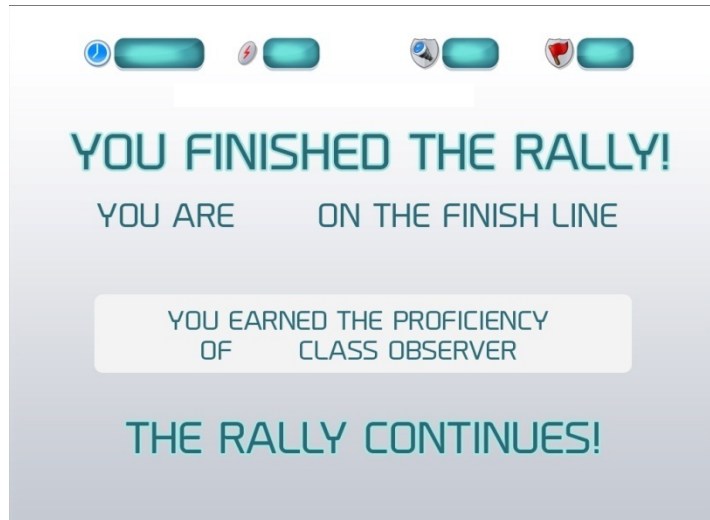 YOU FINISHED THE RALLY!
YOU ARE ON THE FINISH LINE
YOU EARNED THE PROFICIENCY
OF CLASS OBSERVER
THE RALLY CONTINUES!